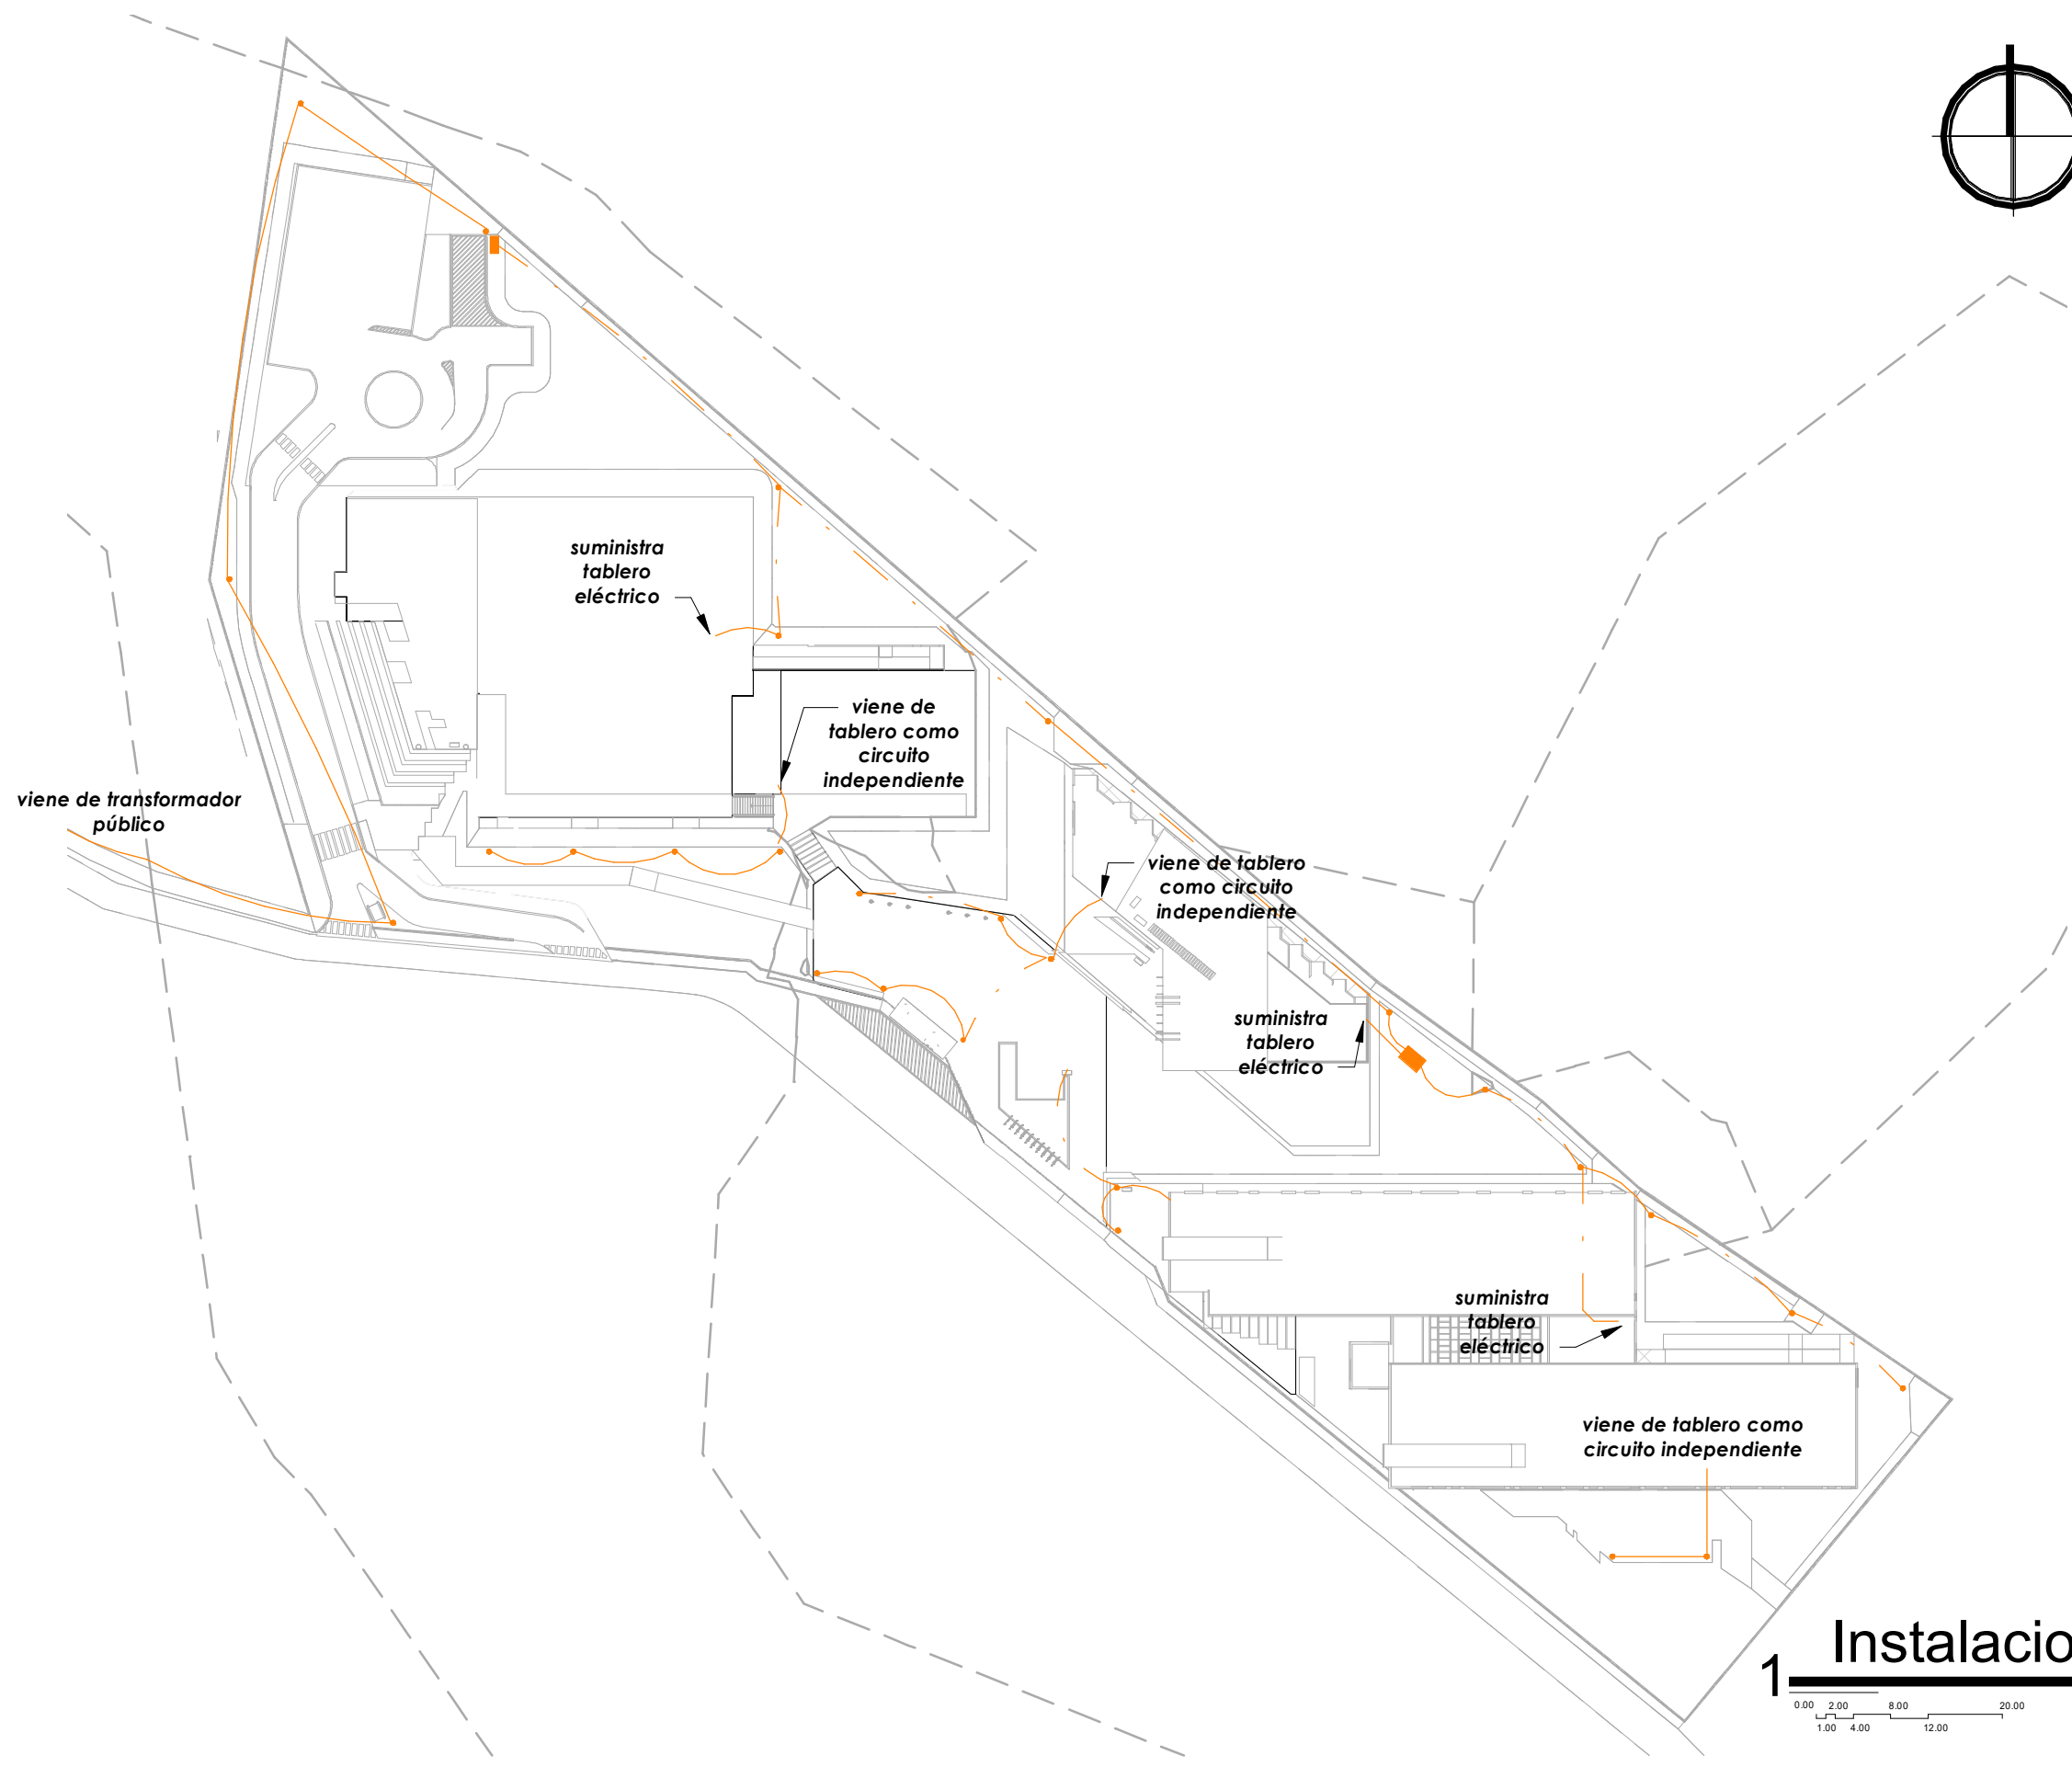 suministra
tablero
eléctrico
viene de
tablero como
circuito
independiente
viene de transformador
público
viene de tablero
como circuito
independiente
suministra
tablero
eléctrico
suministra
tablero
eléctrico
viene de tablero como
circuito independiente
1
Instalacio
0.00 2.00 8.00 20.00
1.00 4.00 12.00